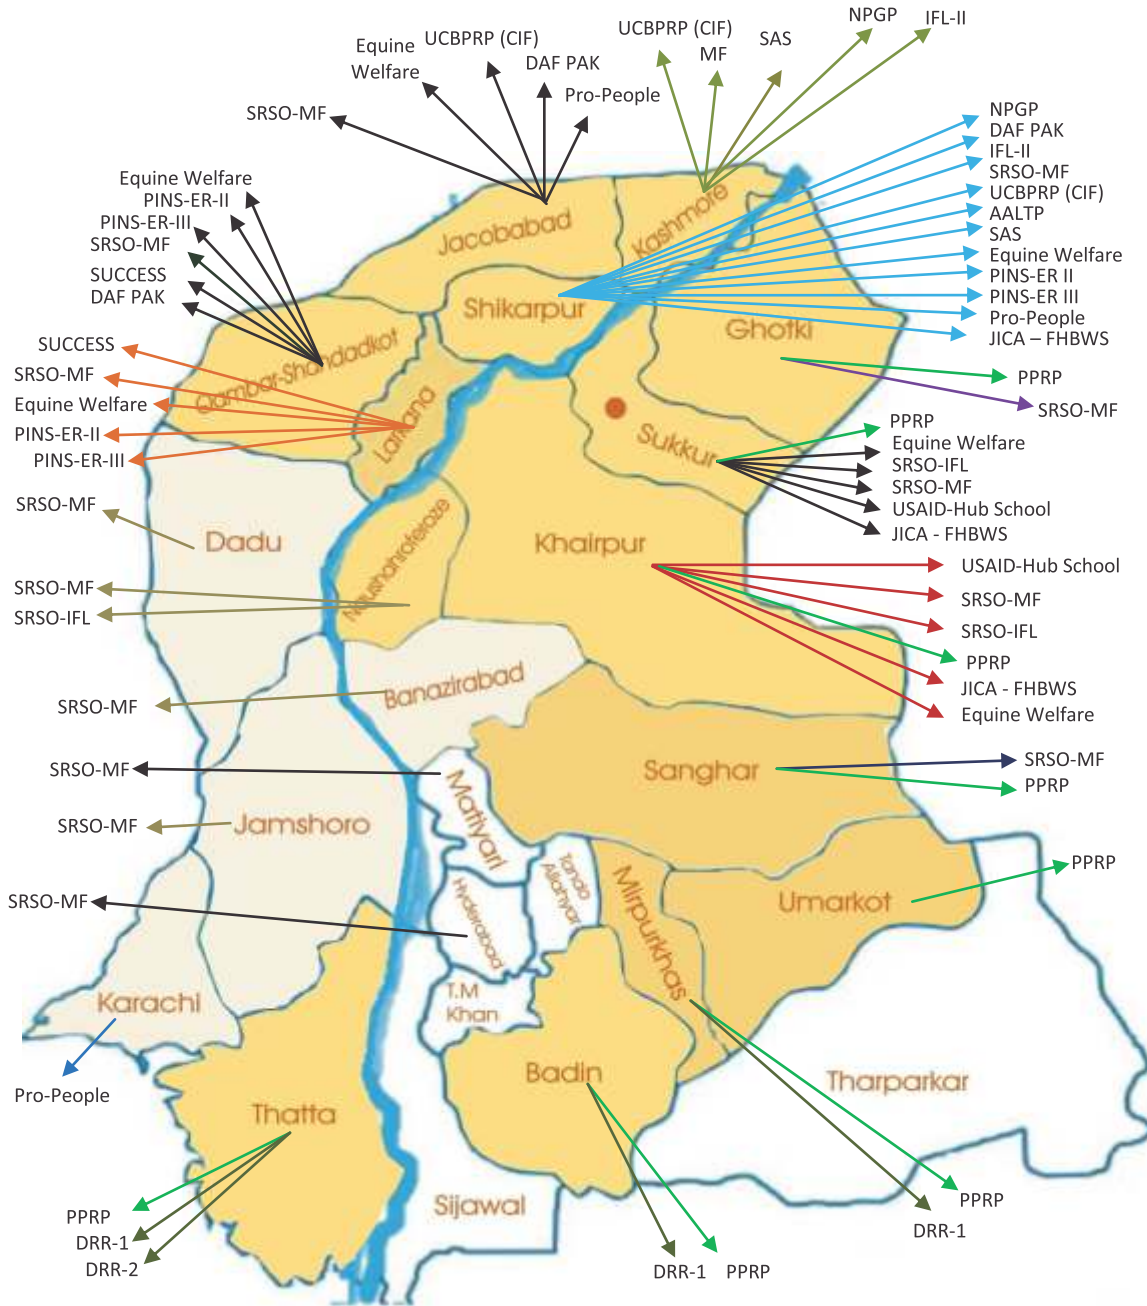 NPGP
IFL-II
UCBPRP (CIF)
MF
SAS
UCBPRP (CIF)
Equine
Welfare
DAF PAK
Pro-People
SRSO-MF
NPGP
DAF PAK
IFL-II
SRSO-MF
UCBPRP (CIF)
AALTP
SAS
Equine Welfare
PINS-ER II
PINS-ER III
Pro-People
JICA – FHBWS
Equine Welfare
PINS-ER-II
PINS-ER-III
SRSO-MF
SUCCESS
DAF PAK
Jacobabad
Kashmore
Shikarpur
Ghotki
Qambar-Shahdadkot
Larkana
Sukkur
SUCCESS
SRSO-MF
Equine Welfare
PINS-ER-II
PINS-ER-III
PPRP
SRSO-MF
PPRP
Equine Welfare
SRSO-IFL
SRSO-MF
USAID-Hub School
JICA - FHBWS
SRSO-MF
Dadu
Naushahroferoze
Khairpur
SRSO-MF
SRSO-IFL
USAID-Hub School
SRSO-MF
SRSO-IFL
PPRP
JICA - FHBWS
Equine Welfare
Banazirabad
SRSO-MF
SRSO-MF
Matiyari
Sanghar
SRSO-MF
PPRP
SRSO-MF
Jamshoro
SRSO-MF
Hyderabad
Tando
Allahyar
Mirpurkhas
Umarkot
PPRP
Karachi
T.M
Khan
Pro-People
Thatta
Badin
Tharparkar
Sijawal
PPRP
DRR-1
DRR-2
DRR-1
PPRP
PPRP
DRR-1